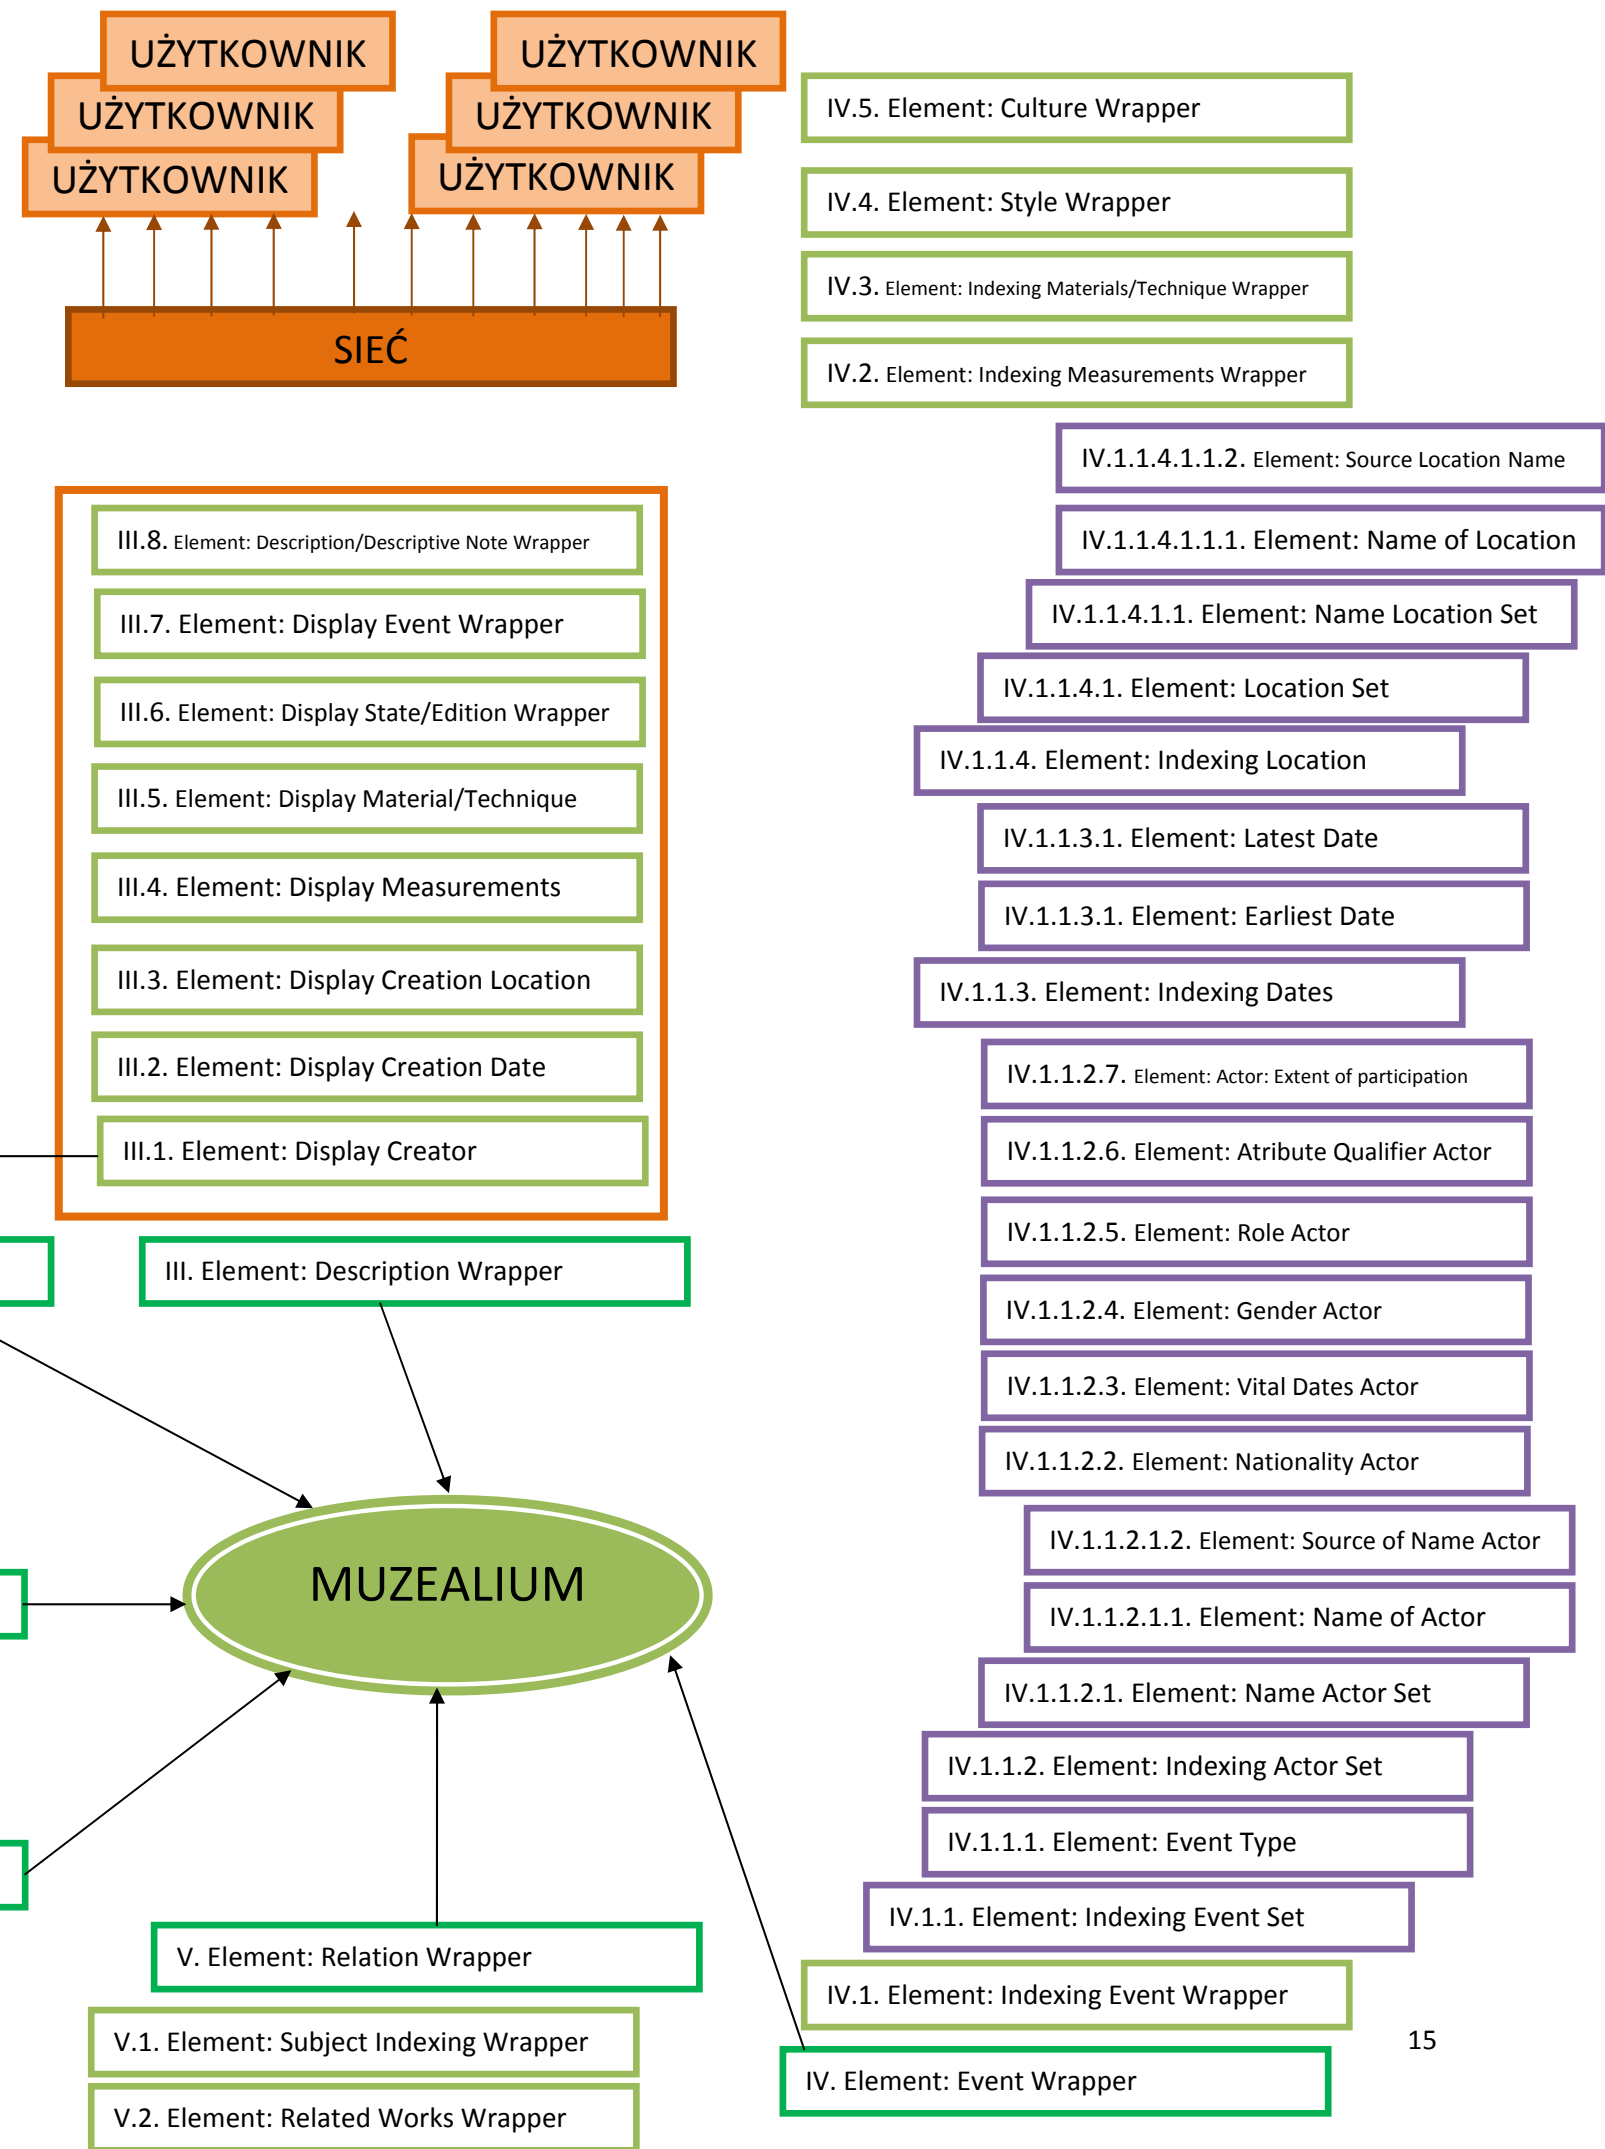 UŻYTKOWNIK
UŻYTKOWNIK
UŻYTKOWNIK
UŻYTKOWNIK
UŻYTKOWNIK
UŻYTKOWNIK
SIEĆ
III.8. Element: Description/Descriptive Note Wrapper
III.7. Element: Display Event Wrapper
III.6. Element: Display State/Edition Wrapper
III.5. Element: Display Material/Technique
III.4. Element: Display Measurements
III.3. Element: Display Creation Location
III.2. Element: Display Creation Date
III.1. Element: Display Creator
III. Element: Description Wrapper
MUZEALIUM
V. Element: Relation Wrapper
V.1. Element: Subject Indexing Wrapper
V.2. Element: Related Works Wrapper
IV.5. Element: Culture Wrapper
IV.4. Element: Style Wrapper
IV.3. Element: Indexing Materials/Technique Wrapper
IV.2. Element: Indexing Measurements Wrapper
IV.1.1.4.1.1.2. Element: Source Location Name
IV.1.1.4.1.1.1. Element: Name of Location
IV.1.1.4.1.1. Element: Name Location Set
IV.1.1.4.1. Element: Location Set
IV.1.1.4. Element: Indexing Location
IV.1.1.3.1. Element: Latest Date
IV.1.1.3.1. Element: Earliest Date
IV.1.1.3. Element: Indexing Dates
IV.1.1.2.7. Element: Actor: Extent of participation
IV.1.1.2.6. Element: Atribute Qualifier Actor
IV.1.1.2.5. Element: Role Actor
IV.1.1.2.4. Element: Gender Actor
IV.1.1.2.3. Element: Vital Dates Actor
IV.1.1.2.2. Element: Nationality Actor
IV.1.1.2.1.2. Element: Source of Name Actor
IV.1.1.2.1.1. Element: Name of Actor
IV.1.1.2.1. Element: Name Actor Set
IV.1.1.2. Element: Indexing Actor Set
IV.1.1.1. Element: Event Type
IV.1.1. Element: Indexing Event Set
IV.1. Element: Indexing Event Wrapper
IV. Element: Event Wrapper
15